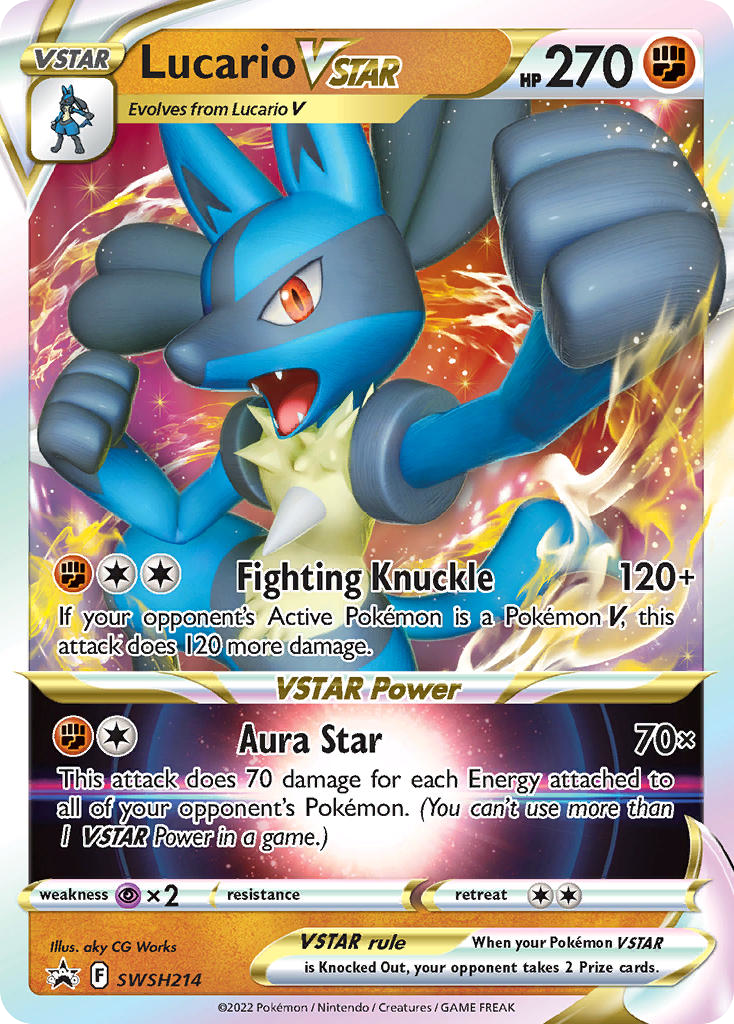 VSTAR
Lucario VSTAR
HP 270
Evolves from Lucario V
Fighting Knuckle 120+
If your opponent's Active Pokémon is a Pokémon V, this
attack does 120 more damage.
VSTAR Power
Aura Star 70×
This attack does 70 damage for each Energy attached to
all of your opponent's Pokémon. (You can't use more than
1 VSTAR Power in a game.)
weakness ×2 resistance retreat
Illus. aky CG Works
VSTAR rule When your Pokémon VSTAR
is Knocked Out, your opponent takes 2 Prize cards.
F SWSH214
©2022 Pokémon / Nintendo / Creatures / GAME FREAK